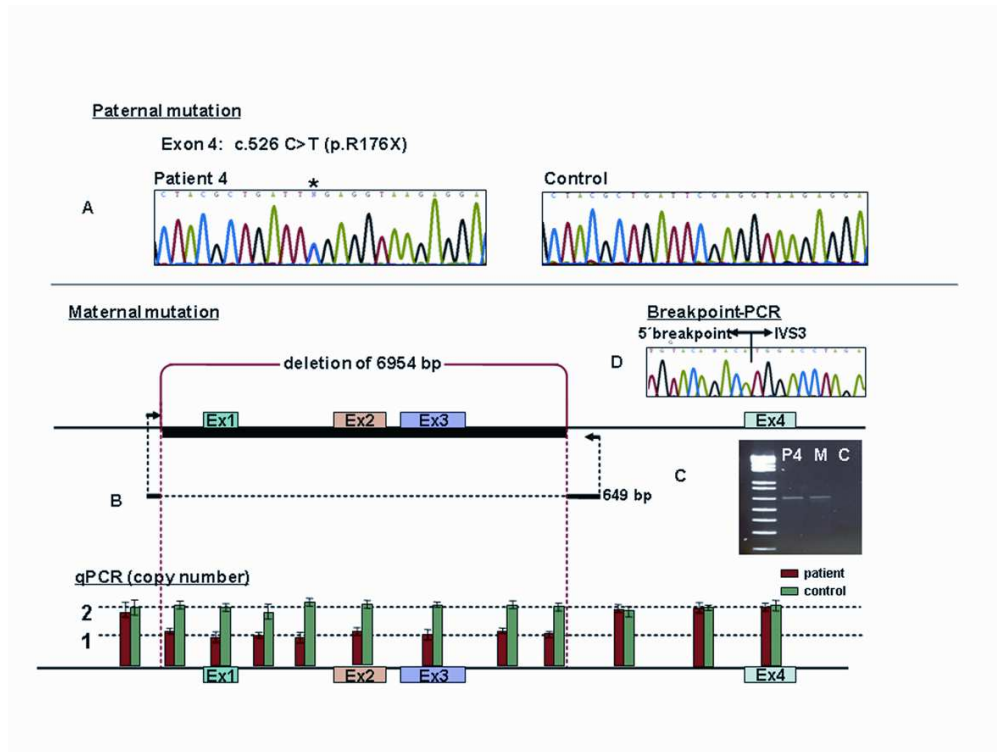 Paternal mutation
Exon 4: c.526 C>T (p.R176X)
Patient 4
*
Control
A
C T A C G C T G A T T N G A G G T A A G A G G A
C T A C G C T G A T T C G A G G T A A G A G G A
Maternal mutation
Breakpoint-PCR
5´breakpoint IVS3
D
deletion of 6954 bp
Ex1 Ex2 Ex3 Ex4
P4 M C
C
B
649 bp
qPCR (copy number)
patient
control
2
1
Ex1 Ex2 Ex3 Ex4